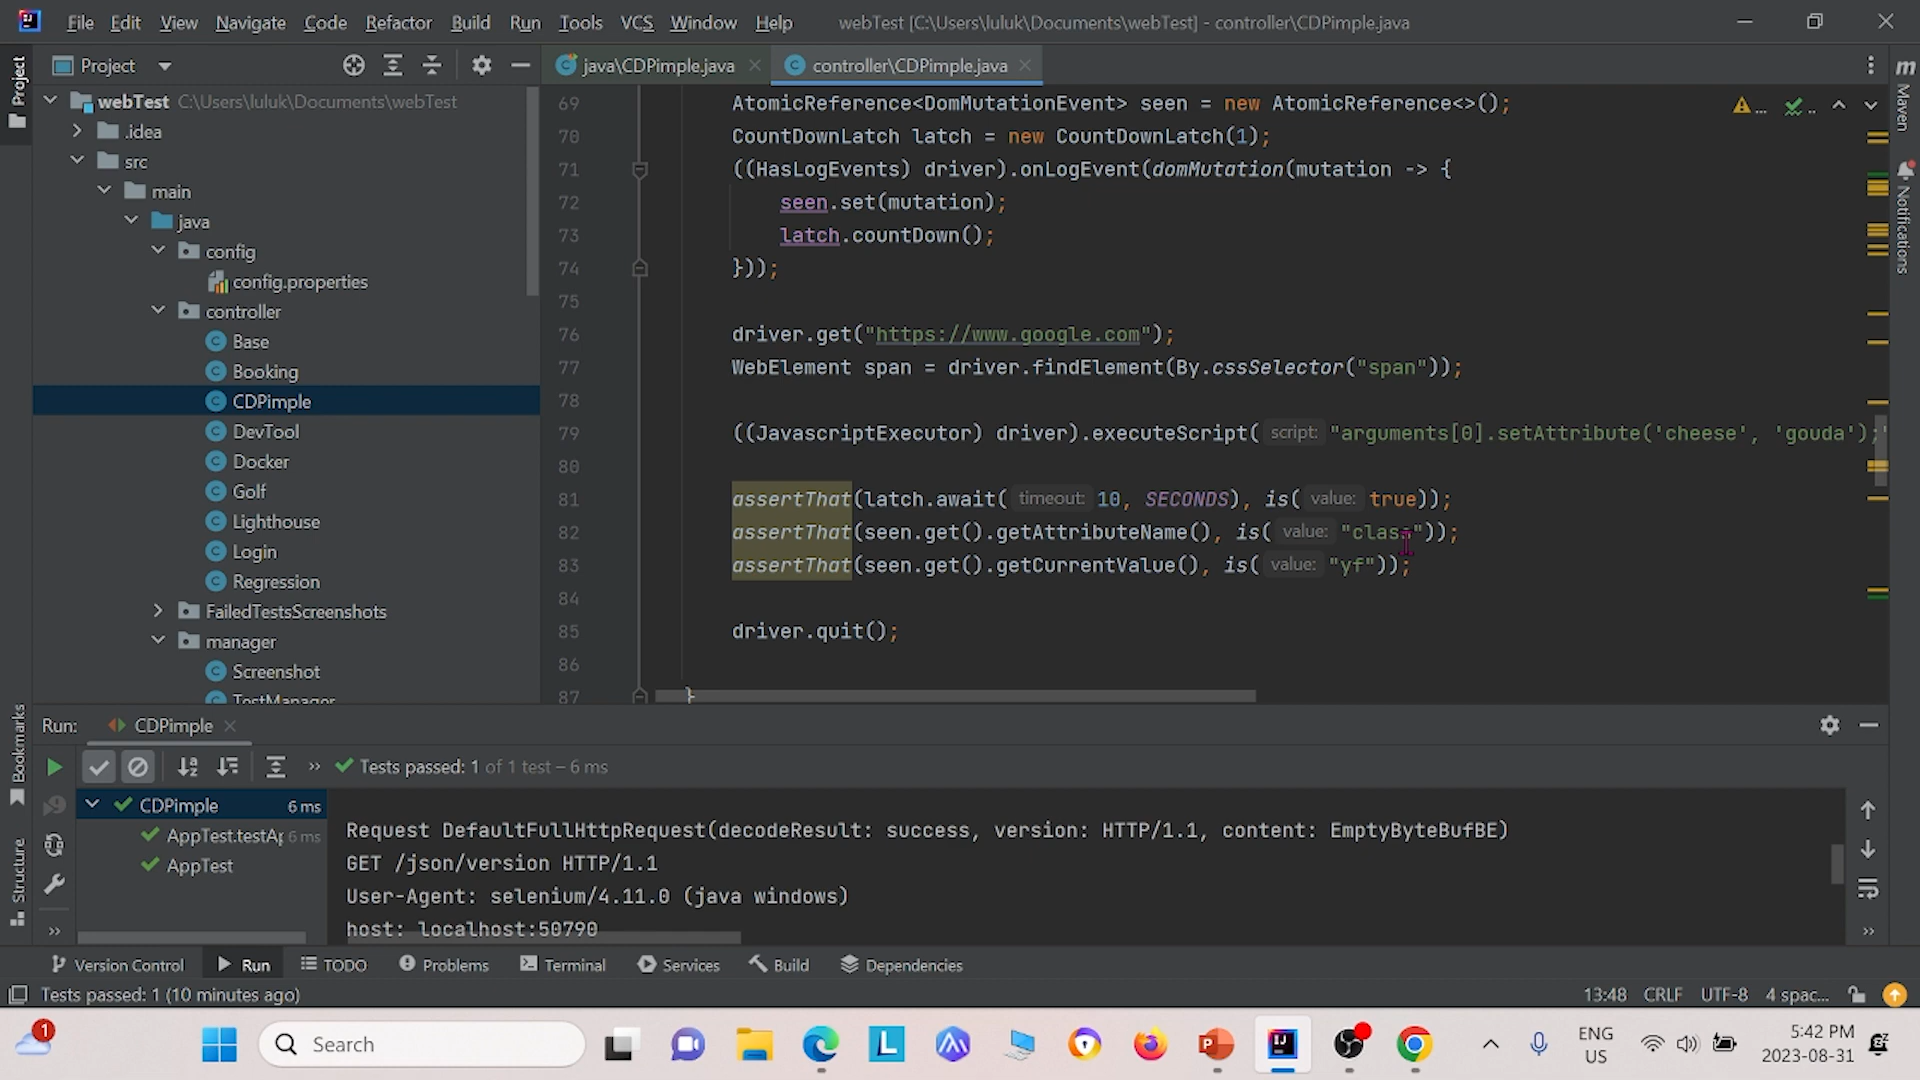 File Edit View Navigate Code Refactor Build Run Tools VCS Window Help webTest [C:\Users\luluk\Documents\webTest] - controller\CDPimple.java
Project
java\CDPimple.java
controller\CDPimple.java
webTest C:\Users\luluk\Documents\webTest
.idea
src
main
java
config
config.properties
controller
Base
Booking
CDPimple
DevTool
Docker
Golf
Lighthouse
Login
Regression
FailedTestsScreenshots
manager
Screenshot
TestManager
69 AtomicReference<DomMutationEvent> seen = new AtomicReference<>();
70 CountDownLatch latch = new CountDownLatch(1);
71 ((HasLogEvents) driver).onLogEvent(domMutation(mutation -> {
72 seen.set(mutation);
73 latch.countDown();
74 }));
75
76 driver.get("https://www.google.com");
77 WebElement span = driver.findElement(By.cssSelector("span"));
78
79 ((JavascriptExecutor) driver).executeScript( script: "arguments[0].setAttribute('cheese', 'gouda');
80
81 assertThat(latch.await( timeout: 10, SECONDS), is( value: true));
82 assertThat(seen.get().getAttributeName(), is( value: "class"));
83 assertThat(seen.get().getCurrentValue(), is( value: "yf"));
84
85 driver.quit();
86
87 }
Project
Bookmarks
Structure
m
Maven
Notifications
Run: CDPimple
Tests passed: 1 of 1 test – 6 ms
CDPimple 6 ms
AppTest.testAp 6 ms
AppTest
Request DefaultFullHttpRequest(decodeResult: success, version: HTTP/1.1, content: EmptyByteBufBE)
GET /json/version HTTP/1.1
User-Agent: selenium/4.11.0 (java windows)
host: localhost:50790
Version Control Run TODO Problems Terminal Services Build Dependencies
Tests passed: 1 (10 minutes ago) 13:48 CRLF UTF-8 4 spac...
1
Search
ENG
US
5:42 PM
2023-08-31